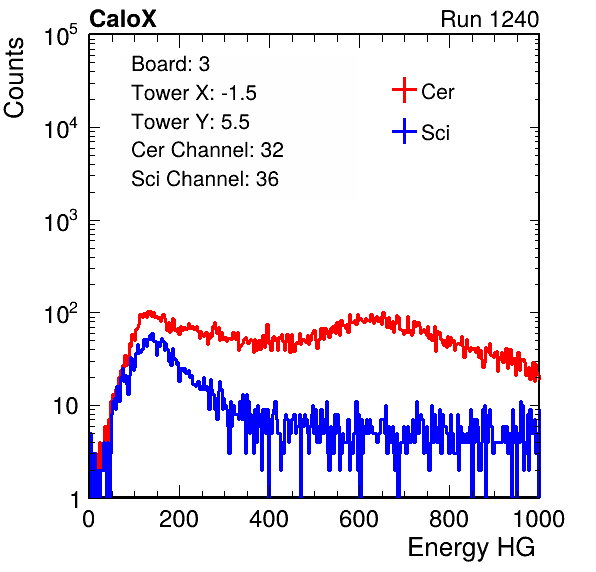 CaloX Run 1240
Counts
10^5
10^4
10^3
10^2
10
1
Board: 3
Tower X: -1.5
Tower Y: 5.5
Cer Channel: 32
Sci Channel: 36
Cer
Sci
0 200 400 600 800 1000
Energy HG